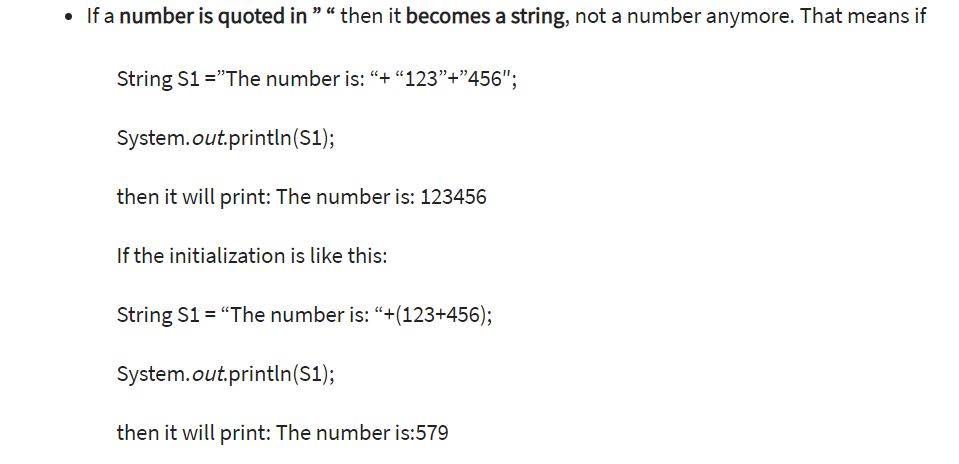 • If a number is quoted in ” “ then it becomes a string, not a number anymore. That means if
String S1 =”The number is: “+ “123”+”456″;
System.out.println(S1);
then it will print: The number is: 123456
If the initialization is like this:
String S1 = “The number is: “+(123+456);
System.out.println(S1);
then it will print: The number is:579